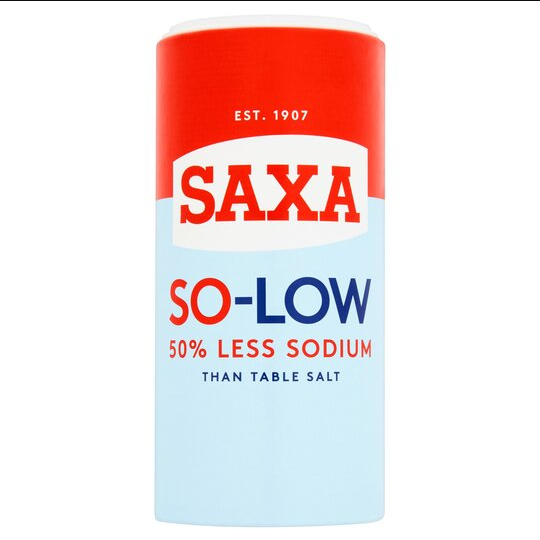 EST. 1907
SAXA
SO-LOW
50% LESS SODIUM
THAN TABLE SALT